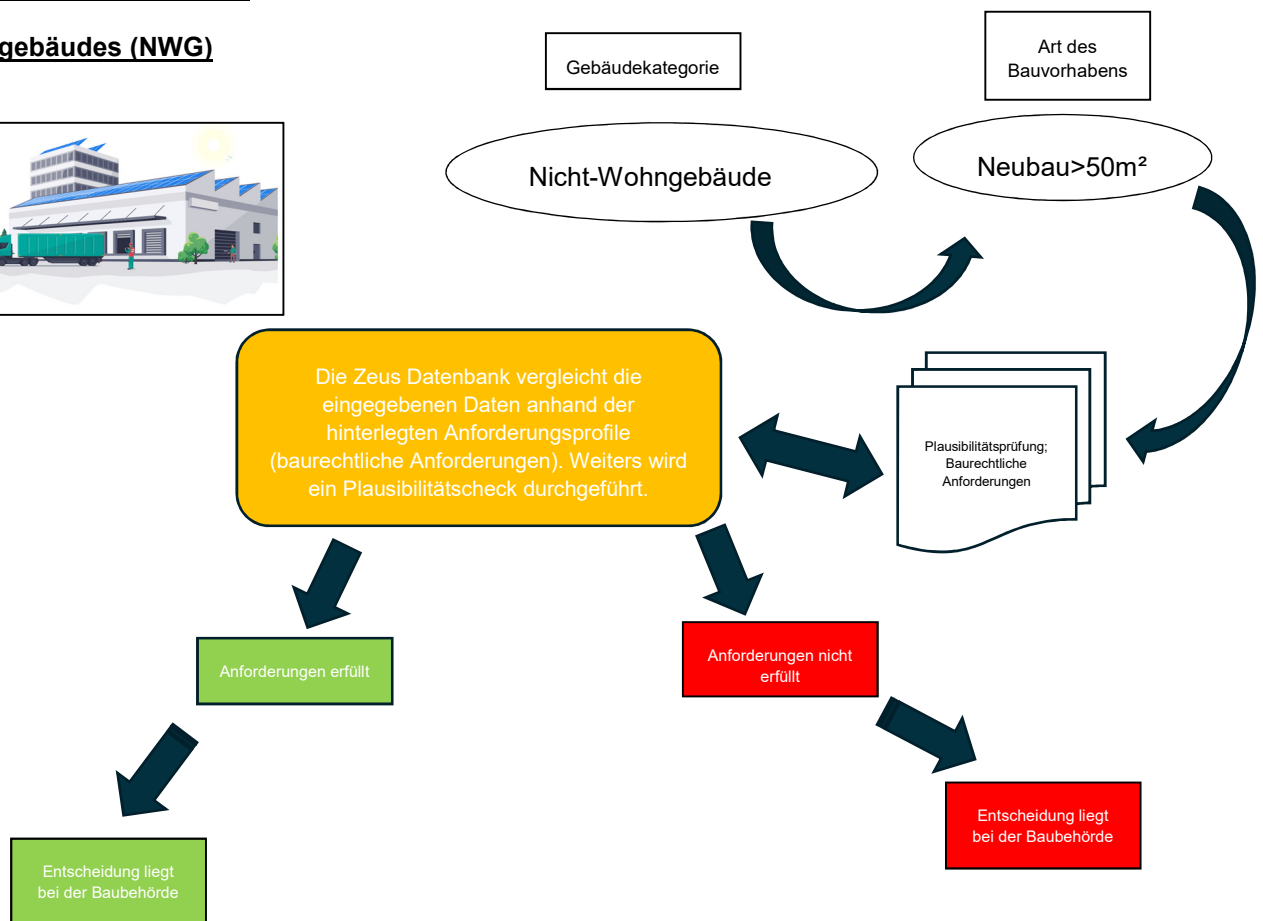 gebäudes (NWG)
Gebäudekategorie
Art des
Bauvorhabens
Nicht-Wohngebäude
Neubau>50m²
Die Zeus Datenbank vergleicht die
eingegebenen Daten anhand der
hinterlegten Anforderungsprofile
(baurechtliche Anforderungen). Weiters wird
ein Plausibilitätscheck durchgeführt.
Plausibilitätsprüfung;
Baurechtliche
Anforderungen
Anforderungen erfüllt
Anforderungen nicht
erfüllt
Entscheidung liegt
bei der Baubehörde
Entscheidung liegt
bei der Baubehörde